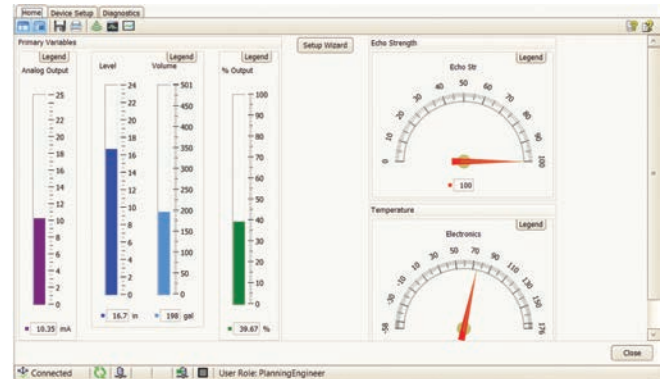 Home Device Setup Diagnostics
Primary Variables
Legend
Analog Output
25
22
20
18
16
14
12
10
8
6
4
2
0
10.35 mA
Legend
Level Volume
24
22
20
18
16
14
12
10
8
6
4
2
0
501
450
400
350
300
250
200
150
100
50
0
16.7 in 198 gal
Legend
% Output
100
90
80
70
60
50
40
30
20
10
0
39.67 %
Setup Wizard
Echo Strength
Legend
Echo Str
0 10 20 30 40 50 60 70 80 90 100
100
Temperature
Legend
Electronics
-58 -30 -10 10 30 50 70 90 110 130 150 176
Close
Connected User Role: PlanningEngineer